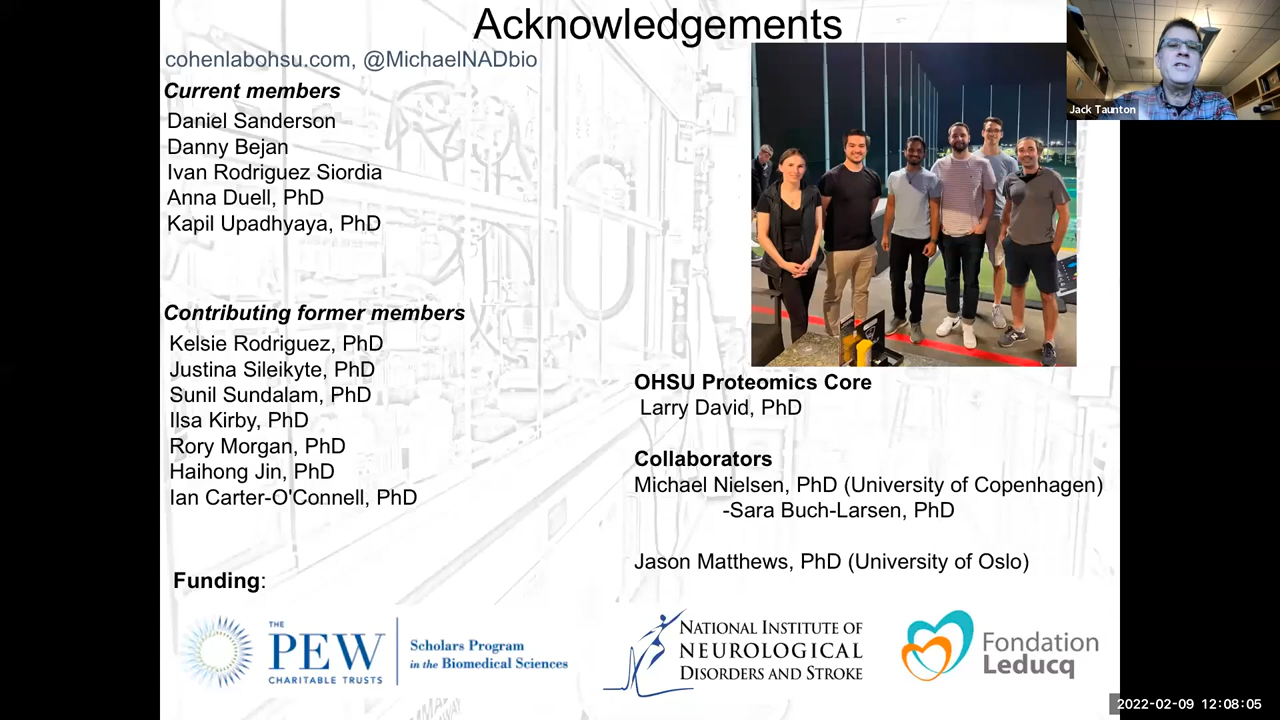 Acknowledgements
cohenlabohsu.com, @MichaelNADbio
Current members
Daniel Sanderson
Danny Bejan
Ivan Rodriguez Siordia
Anna Duell, PhD
Kapil Upadhyaya, PhD
Contributing former members
Kelsie Rodriguez, PhD
Justina Sileikyte, PhD
Sunil Sundalam, PhD
Ilsa Kirby, PhD
Rory Morgan, PhD
Haihong Jin, PhD
Ian Carter-O'Connell, PhD
Jack Taunton
OHSU Proteomics Core
Larry David, PhD
Collaborators
Michael Nielsen, PhD (University of Copenhagen)
-Sara Buch-Larsen, PhD
Jason Matthews, PhD (University of Oslo)
Funding:
THE
PEW
CHARITABLE TRUSTS
Scholars Program
in the Biomedical Sciences
NATIONAL INSTITUTE OF
NEUROLOGICAL
DISORDERS AND STROKE
Fondation
Leducq
2022-02-09 12:08:05